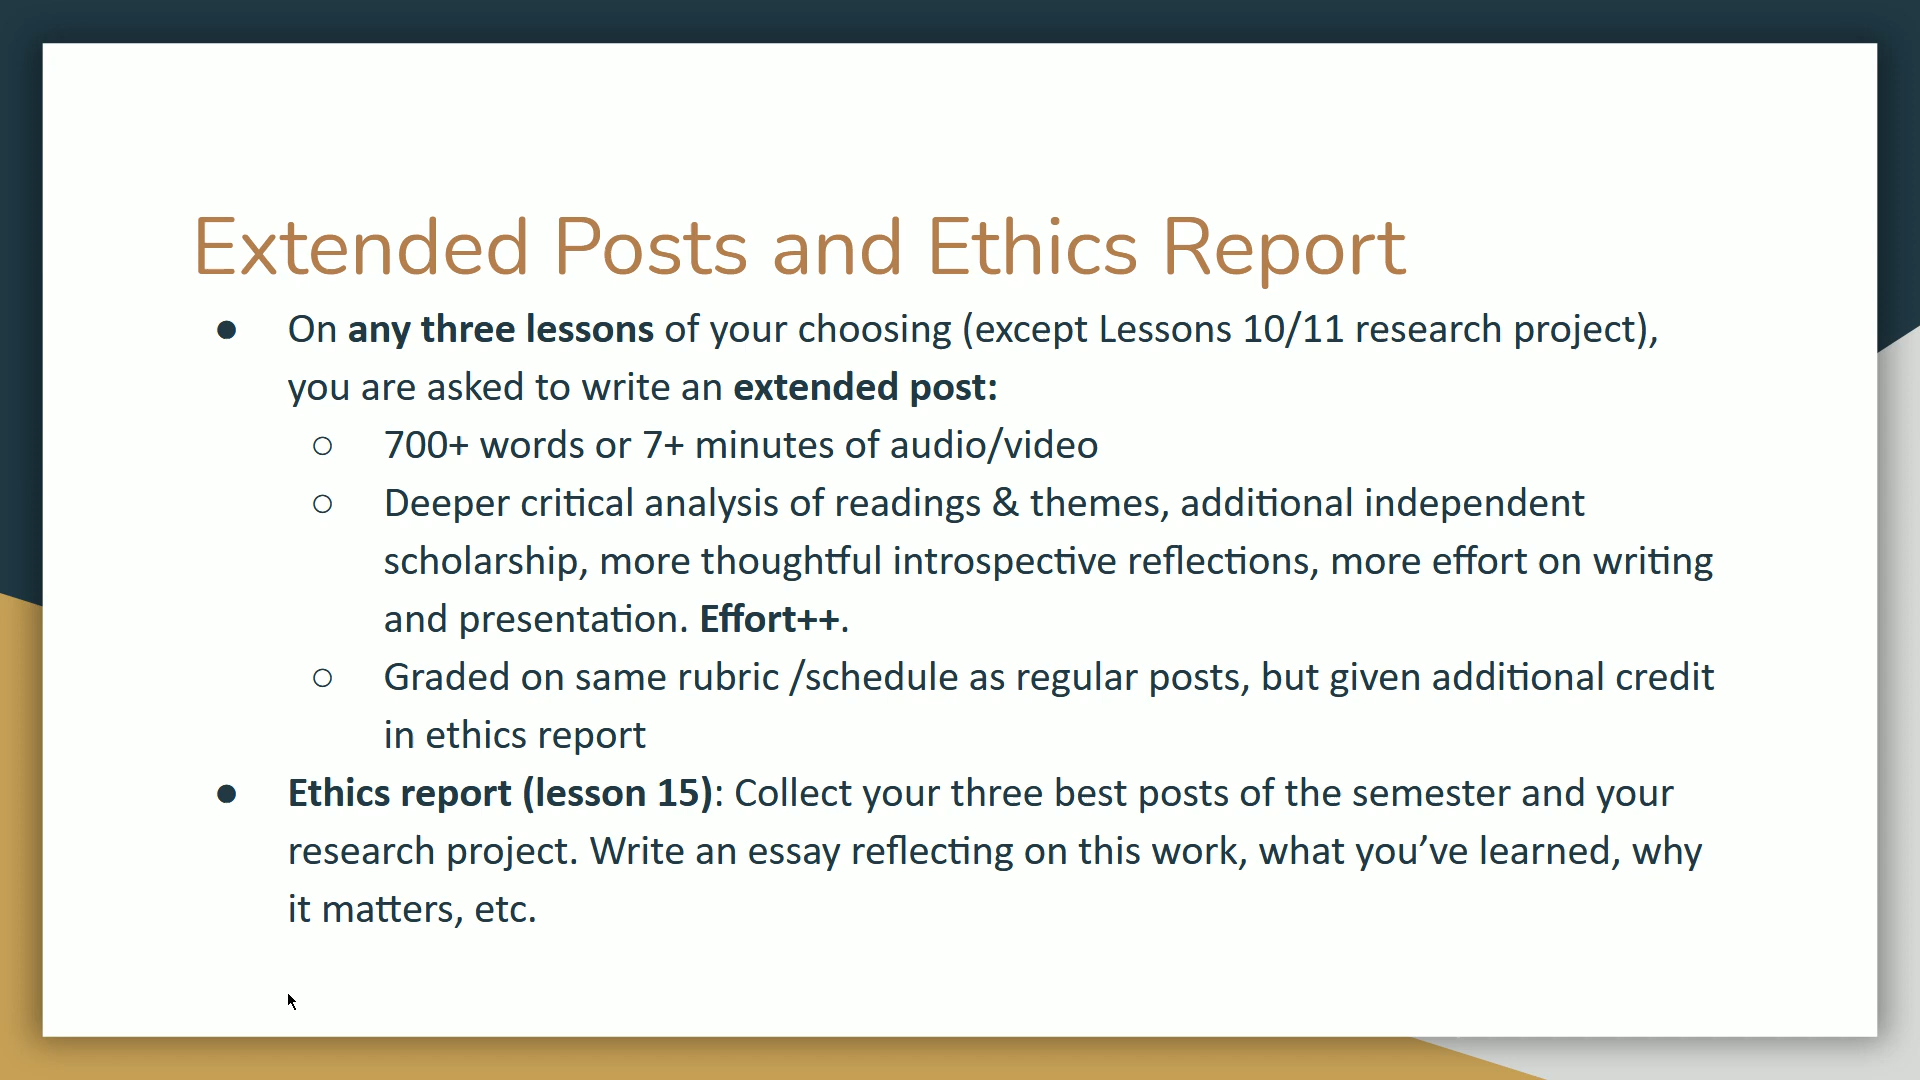 Extended Posts and Ethics Report
● On any three lessons of your choosing (except Lessons 10/11 research project),
you are asked to write an extended post:
○ 700+ words or 7+ minutes of audio/video
○ Deeper critical analysis of readings & themes, additional independent
scholarship, more thoughtful introspective reflections, more effort on writing
and presentation. Effort++.
○ Graded on same rubric /schedule as regular posts, but given additional credit
in ethics report
● Ethics report (lesson 15): Collect your three best posts of the semester and your
research project. Write an essay reflecting on this work, what you’ve learned, why
it matters, etc.